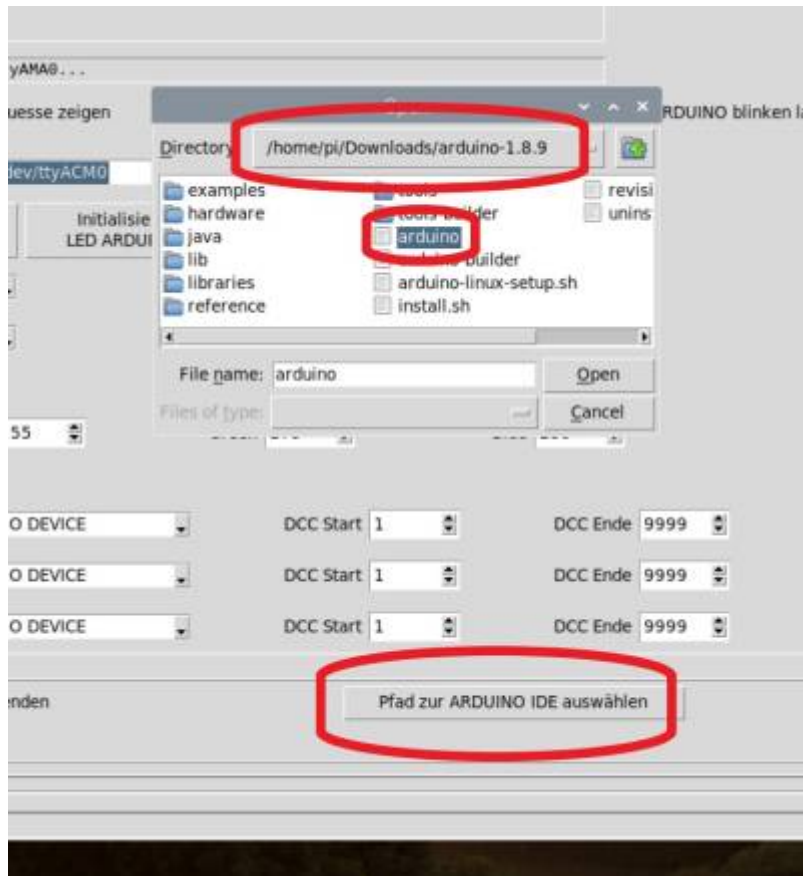 yAMA0...
uesse zeigen
RDUINO blinken la
Directory
/home/pi/Downloads/arduino-1.8.9
dev/ttyACM0
examples
revisi
hardware
unins
Initialisie
LED ARDUI
java
arduino
lib
libraries
arduino-linux-setup.sh
reference
install.sh
File name: arduino
Open
Files of type:
Cancel
55
O DEVICE
DCC Start 1
DCC Ende 9999
O DEVICE
DCC Start 1
DCC Ende 9999
O DEVICE
DCC Start 1
DCC Ende 9999
enden
Pfad zur ARDUINO IDE auswählen